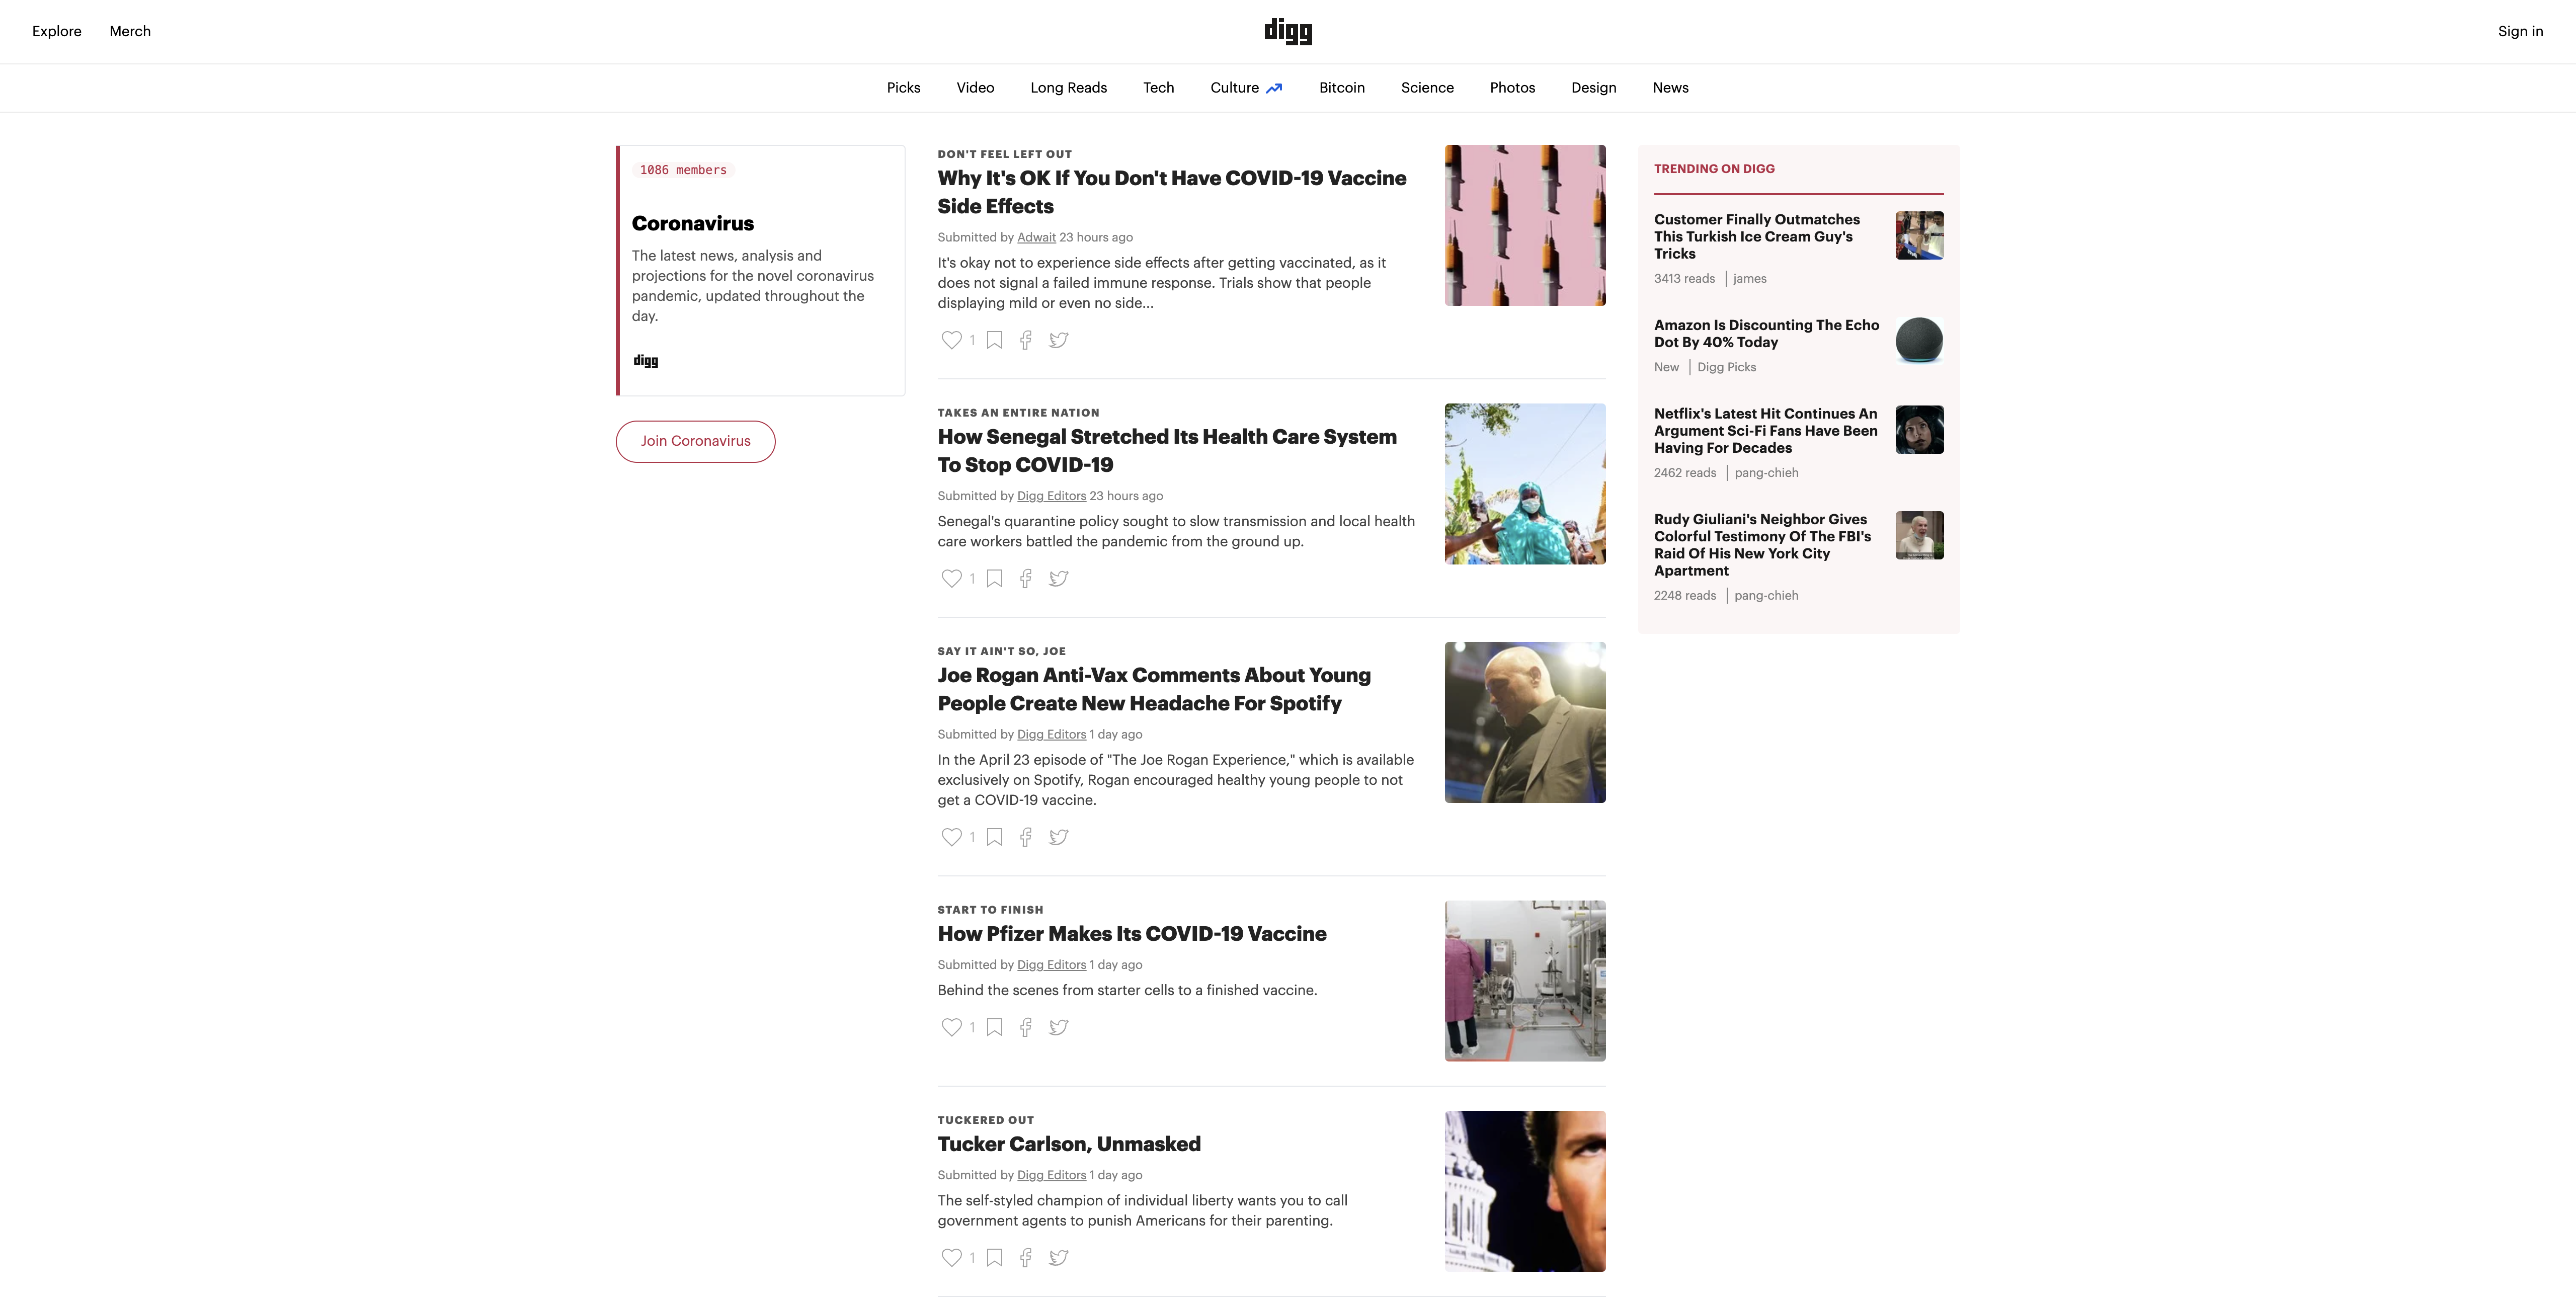 Explore Merch digg Sign in
Picks Video Long Reads Tech Culture Bitcoin Science Photos Design News
1086 members
Coronavirus
The latest news, analysis and
projections for the novel coronavirus
pandemic, updated throughout the
day.
digg
Join Coronavirus
DON'T FEEL LEFT OUT
Why It's OK If You Don't Have COVID-19 Vaccine
Side Effects
Submitted by Adwait 23 hours ago
It's okay not to experience side effects after getting vaccinated, as it
does not signal a failed immune response. Trials show that people
displaying mild or even no side...
1
TAKES AN ENTIRE NATION
How Senegal Stretched Its Health Care System
To Stop COVID-19
Submitted by Digg Editors 23 hours ago
Senegal's quarantine policy sought to slow transmission and local health
care workers battled the pandemic from the ground up.
1
SAY IT AIN'T SO, JOE
Joe Rogan Anti-Vax Comments About Young
People Create New Headache For Spotify
Submitted by Digg Editors 1 day ago
In the April 23 episode of "The Joe Rogan Experience," which is available
exclusively on Spotify, Rogan encouraged healthy young people to not
get a COVID-19 vaccine.
1
START TO FINISH
How Pfizer Makes Its COVID-19 Vaccine
Submitted by Digg Editors 1 day ago
Behind the scenes from starter cells to a finished vaccine.
1
TUCKERED OUT
Tucker Carlson, Unmasked
Submitted by Digg Editors 1 day ago
The self-styled champion of individual liberty wants you to call
government agents to punish Americans for their parenting.
1
TRENDING ON DIGG
Customer Finally Outmatches
This Turkish Ice Cream Guy's
Tricks
3413 reads james
Amazon Is Discounting The Echo
Dot By 40% Today
New Digg Picks
Netflix's Latest Hit Continues An
Argument Sci-Fi Fans Have Been
Having For Decades
2462 reads pang-chieh
Rudy Giuliani's Neighbor Gives
Colorful Testimony Of The FBI's
Raid Of His New York City
Apartment
2248 reads pang-chieh